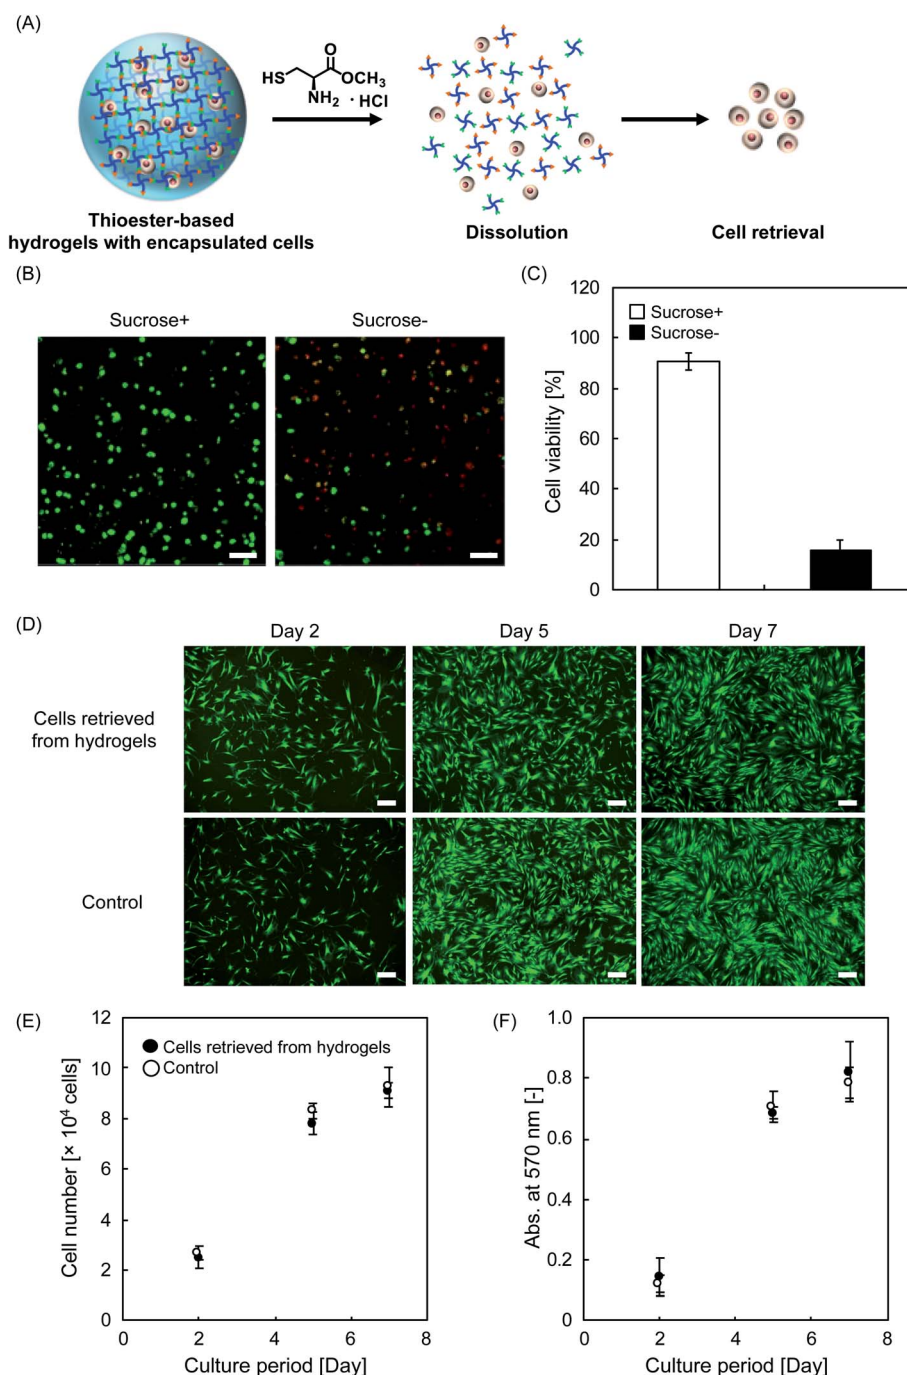 (A)
HS
O
OCH₃
NH₂
· HCl
Thioester-based
hydrogels with encapsulated cells
Dissolution
Cell retrieval
(B)
Sucrose+
Sucrose-
(C)
120
100
80
60
40
20
0
Cell viability [%]
Sucrose+
Sucrose-
(D)
Day 2
Day 5
Day 7
Cells retrieved
from hydrogels
Control
(E)
12
10
8
6
4
2
0
Cell number [× 10⁴ cells]
Cells retrieved from hydrogels
Control
0
2
4
6
8
Culture period [Day]
(F)
1.0
0.8
0.6
0.4
0.2
0
Abs. at 570 nm [-]
0
2
4
6
8
Culture period [Day]